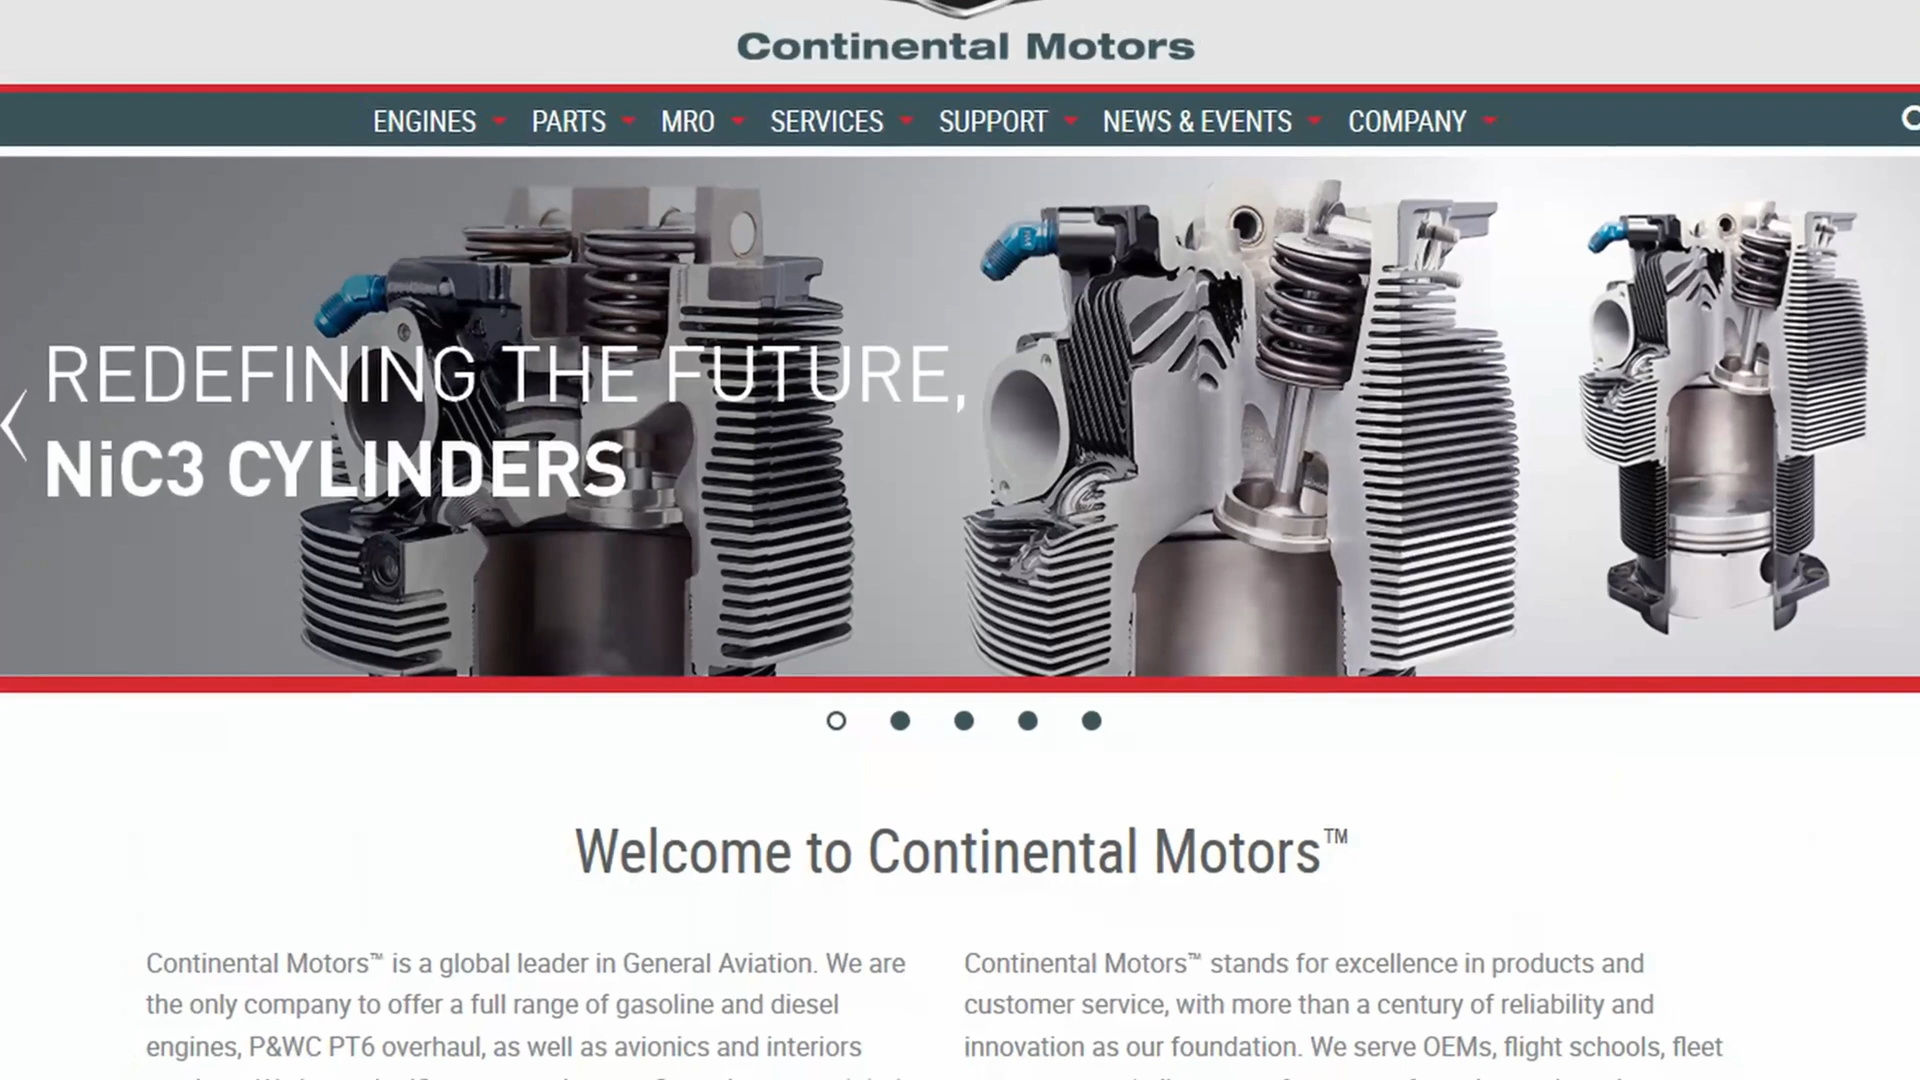 Continental Motors
ENGINES PARTS MRO SERVICES SUPPORT NEWS & EVENTS COMPANY
REDEFINING THE FUTURE,
NiC3 CYLINDERS
Welcome to Continental Motors™
Continental Motors™ is a global leader in General Aviation. We are
the only company to offer a full range of gasoline and diesel
engines, P&WC PT6 overhaul, as well as avionics and interiors
Continental Motors™ stands for excellence in products and
customer service, with more than a century of reliability and
innovation as our foundation. We serve OEMs, flight schools, fleet